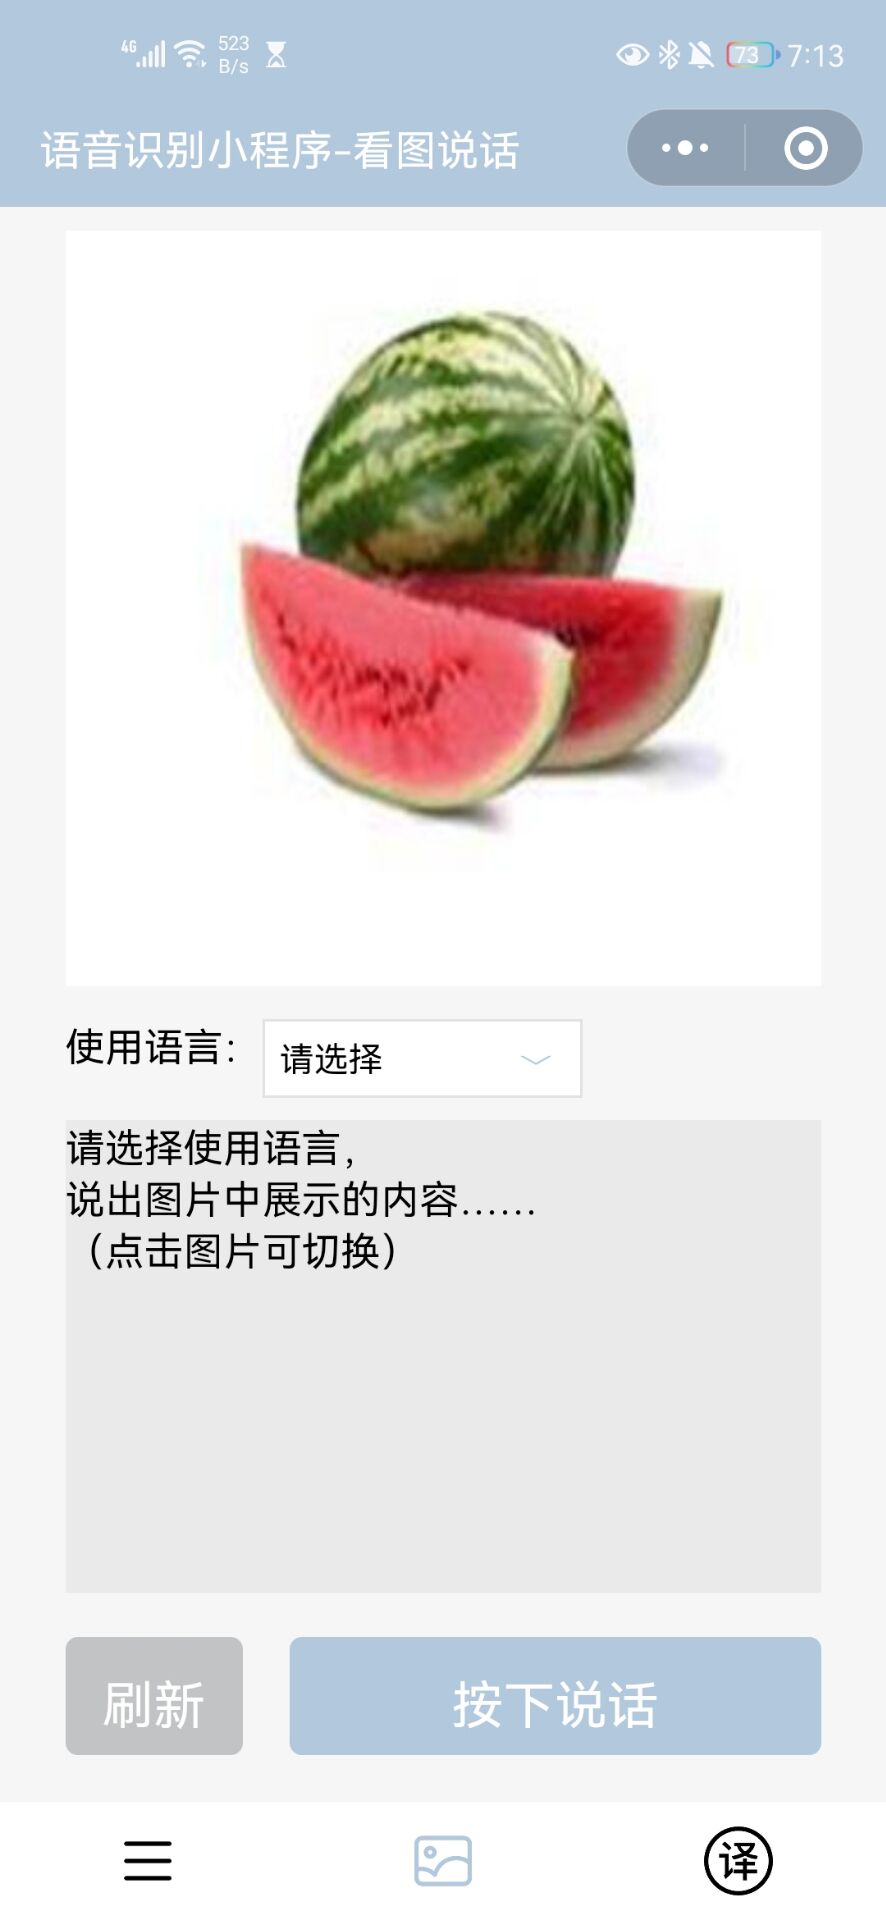 4G 523 B/s 73 7:13
语音识别小程序-看图说话
使用语言：
请选择
请选择使用语言，
说出图片中展示的内容……
（点击图片可切换）
刷新
按下说话
译